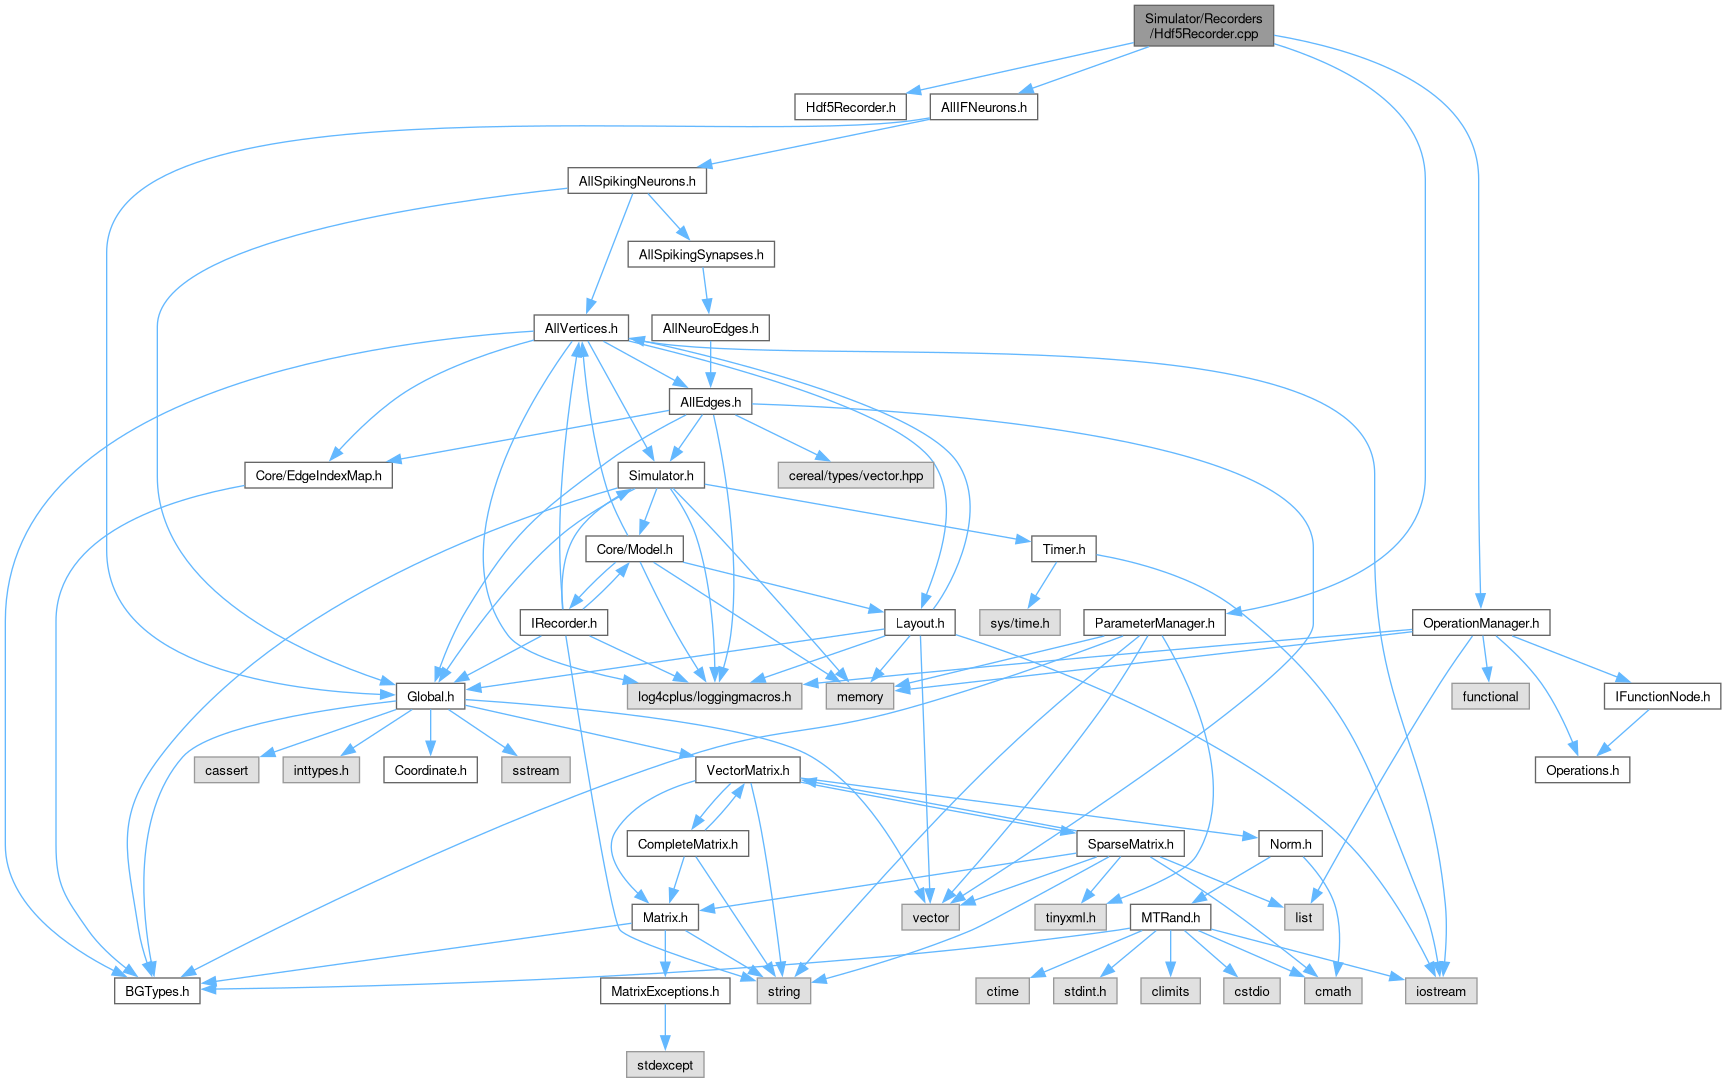 Simulator/Recorders
/Hdf5Recorder.cpp
Hdf5Recorder.h
AllIFNeurons.h
AllSpikingNeurons.h
AllSpikingSynapses.h
AllVertices.h
AllNeuroEdges.h
AllEdges.h
Core/EdgeIndexMap.h
Simulator.h
cereal/types/vector.hpp
Core/Model.h
Timer.h
IRecorder.h
Layout.h
sys/time.h
ParameterManager.h
OperationManager.h
Global.h
log4cplus/loggingmacros.h
memory
functional
IFunctionNode.h
cassert
inttypes.h
Coordinate.h
sstream
VectorMatrix.h
Operations.h
CompleteMatrix.h
SparseMatrix.h
Norm.h
Matrix.h
vector
tinyxml.h
MTRand.h
list
BGTypes.h
MatrixExceptions.h
string
ctime
stdint.h
climits
cstdio
cmath
iostream
stdexcept